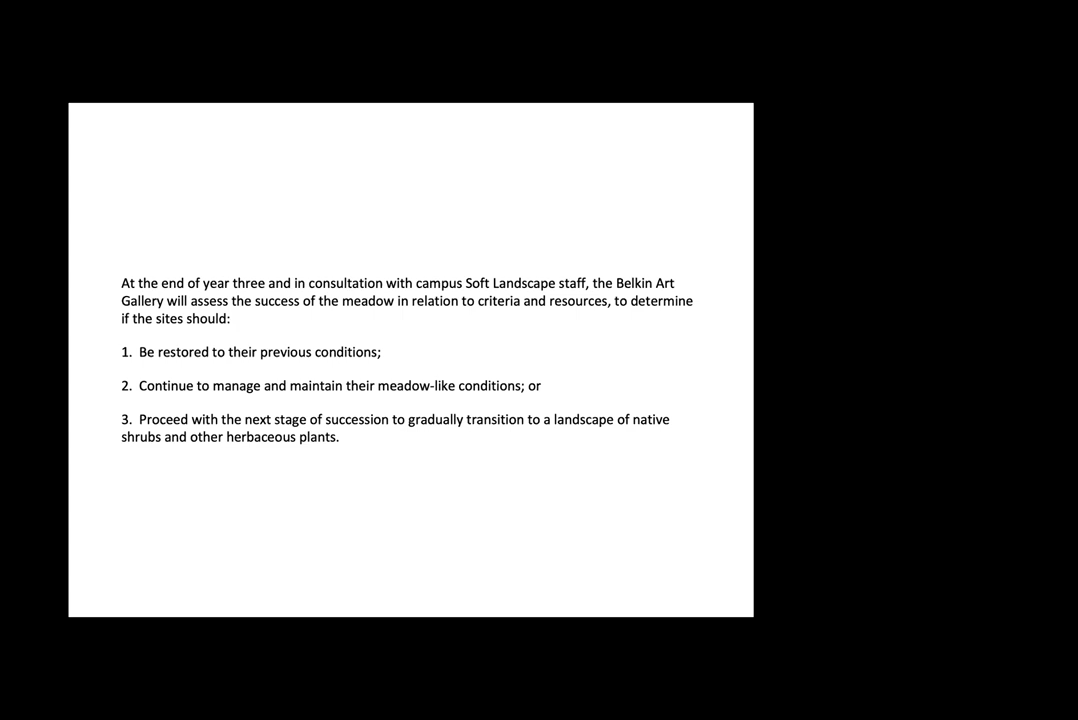 At the end of year three and in consultation with campus Soft Landscape staff, the Belkin Art
Gallery will assess the success of the meadow in relation to criteria and resources, to determine
if the sites should:
1. Be restored to their previous conditions;
2. Continue to manage and maintain their meadow-like conditions; or
3. Proceed with the next stage of succession to gradually transition to a landscape of native
shrubs and other herbaceous plants.